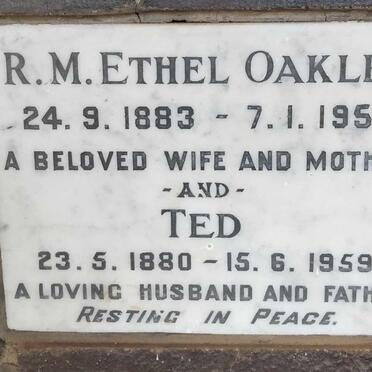 R.M. ETHEL OAKLE
24.9.1883 - 7.1.195
A BELOVED WIFE AND MOTH
- AND -
TED
23.5.1880 - 15.6.1959
A LOVING HUSBAND AND FATH
RESTING IN PEACE.